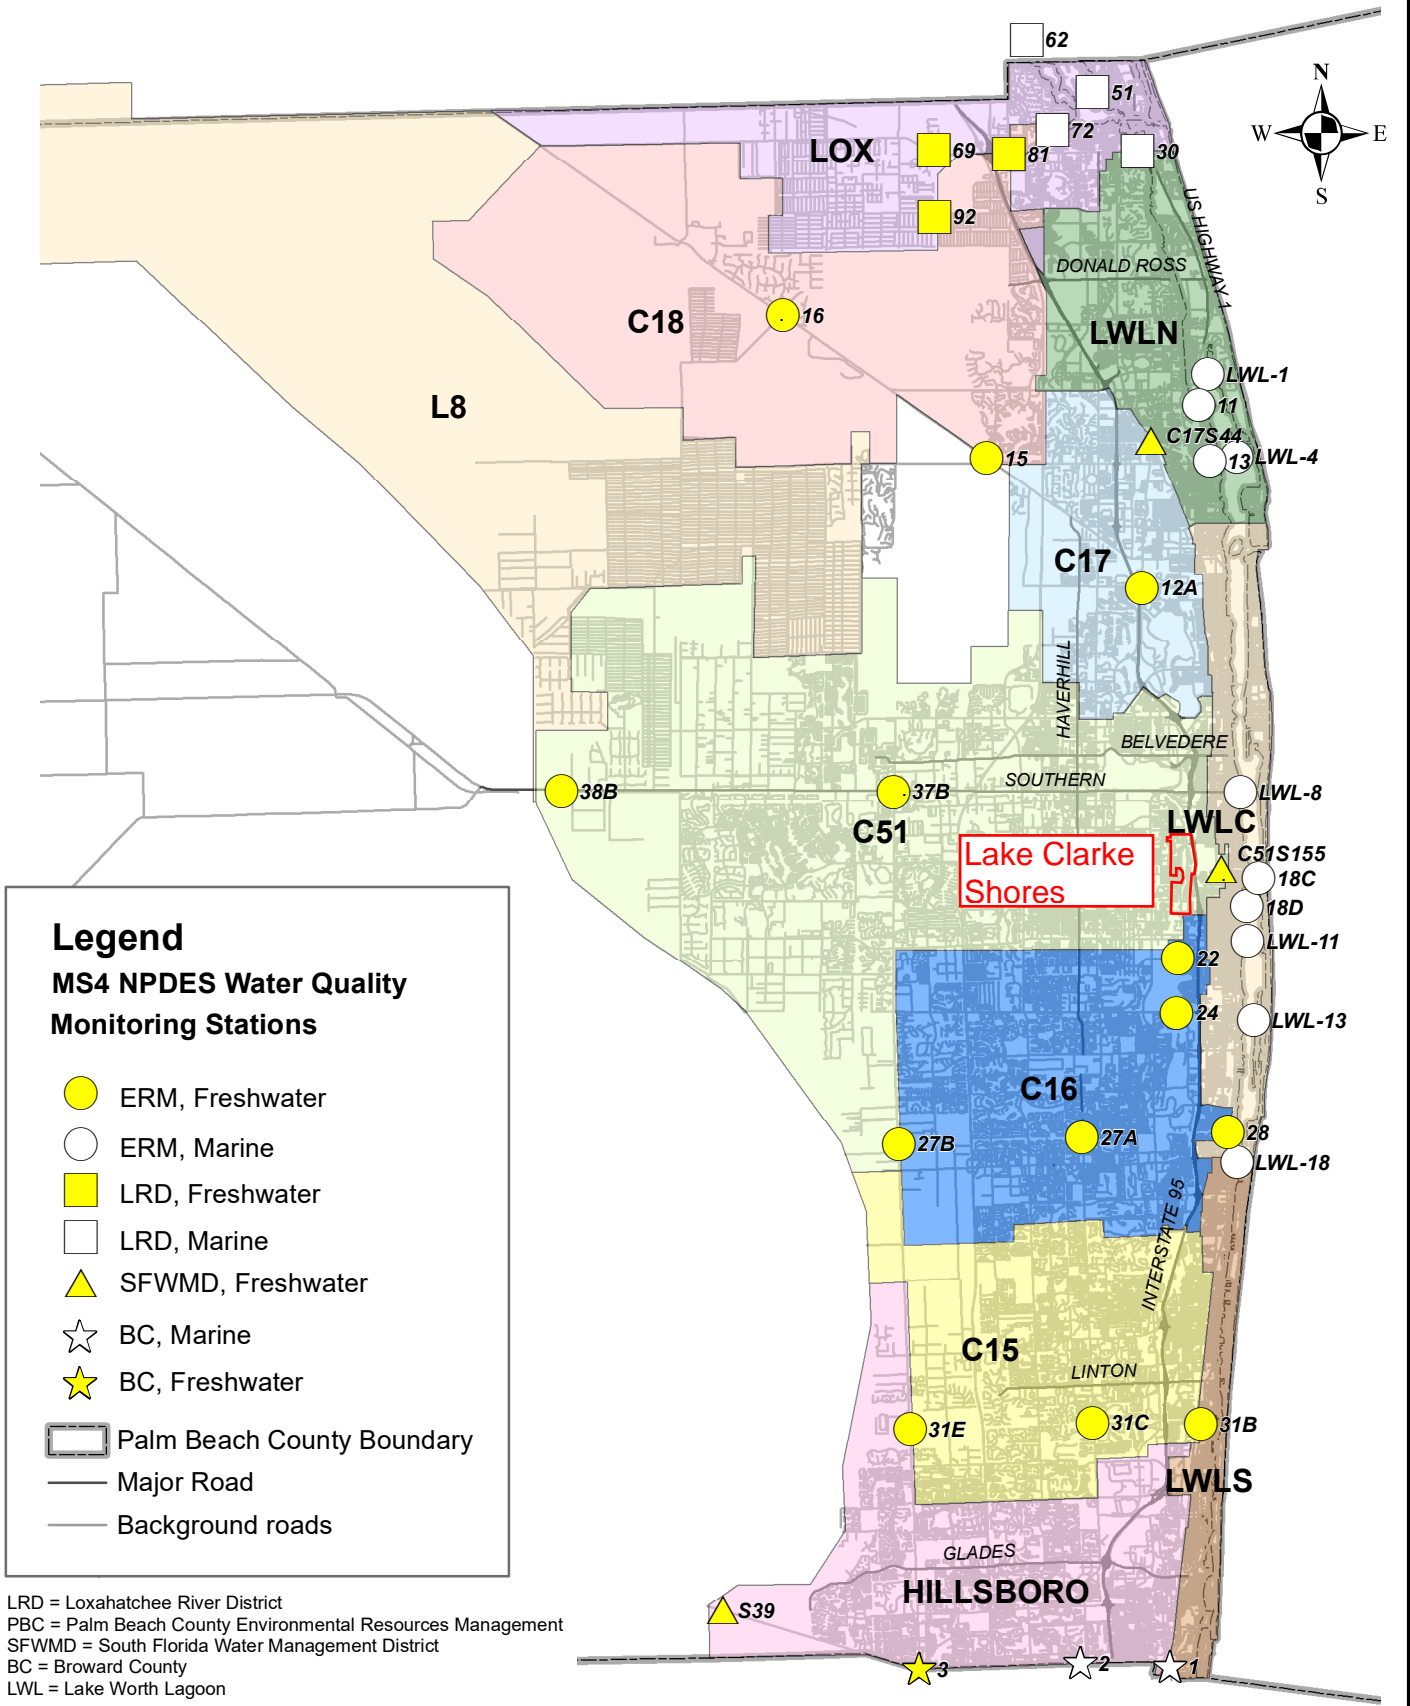 62
51
N
72
W
E
LOX
69
81
30
S
92
US HIGHWAY 1
DONALD ROSS
16
C18
LWLN
LWL-1
L8
11
C17S44
15
13
LWL-4
C17
12A
HAVERHILL
BELVEDERE
SOUTHERN
38B
37B
LWL-8
C51
LWLC
Lake Clarke
Shores
C51S155
18C
18D
LWL-11
22
24
LWL-13
C16
27B
27A
28
LWL-18
INTERSTATE 95
C15
LINTON
31E
31C
31B
LWLS
GLADES
HILLSBORO
S39
3
2
1
Legend
MS4 NPDES Water Quality
Monitoring Stations
ERM, Freshwater
ERM, Marine
LRD, Freshwater
LRD, Marine
SFWMD, Freshwater
BC, Marine
BC, Freshwater
Palm Beach County Boundary
Major Road
Background roads
LRD = Loxahatchee River District
PBC = Palm Beach County Environmental Resources Management
SFWMD = South Florida Water Management District
BC = Broward County
LWL = Lake Worth Lagoon